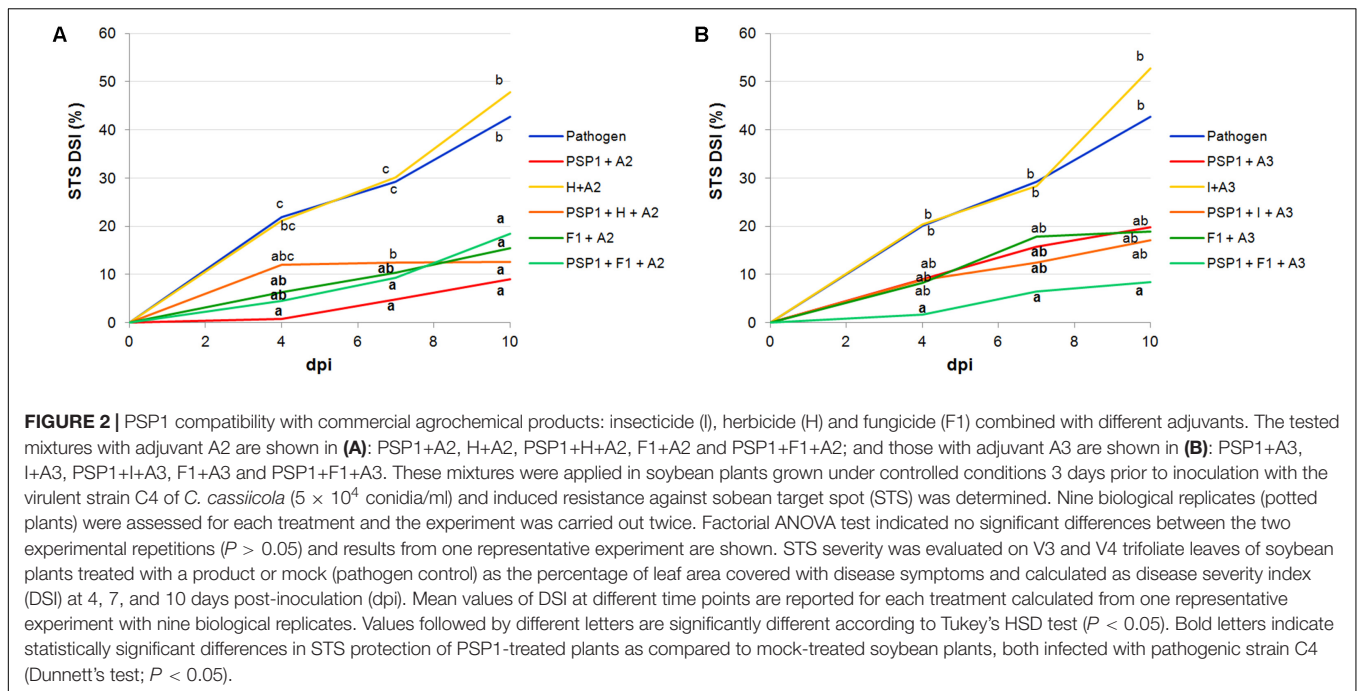 A
STS DSI (%)
60
50
40
30
20
10
0
0 2 4 6 8 10
dpi
c
bc
abc
ab
ab
a
c
c
b
ab
a
a
b
b
a
a
a
a
Pathogen
PSP1 + A2
H+A2
PSP1 + H + A2
F1 + A2
PSP1 + F1 + A2
B
STS DSI (%)
60
50
40
30
20
10
0
0 2 4 6 8 10
dpi
b
b
ab
ab
ab
a
b
b
ab
ab
ab
a
b
b
ab
ab
ab
a
Pathogen
PSP1 + A3
I+A3
PSP1 + I + A3
F1 + A3
PSP1 + F1 + A3
FIGURE 2 | PSP1 compatibility with commercial agrochemical products: insecticide (I), herbicide (H) and fungicide (F1) combined with different adjuvants. The tested
mixtures with adjuvant A2 are shown in (A): PSP1+A2, H+A2, PSP1+H+A2, F1+A2 and PSP1+F1+A2; and those with adjuvant A3 are shown in (B): PSP1+A3,
I+A3, PSP1+I+A3, F1+A3 and PSP1+F1+A3. These mixtures were applied in soybean plants grown under controlled conditions 3 days prior to inoculation with the
virulent strain C4 of C. cassiicola (5 × 10⁴ conidia/ml) and induced resistance against sobean target spot (STS) was determined. Nine biological replicates (potted
plants) were assessed for each treatment and the experiment was carried out twice. Factorial ANOVA test indicated no significant differences between the two
experimental repetitions (P > 0.05) and results from one representative experiment are shown. STS severity was evaluated on V3 and V4 trifoliate leaves of soybean
plants treated with a product or mock (pathogen control) as the percentage of leaf area covered with disease symptoms and calculated as disease severity index
(DSI) at 4, 7, and 10 days post-inoculation (dpi). Mean values of DSI at different time points are reported for each treatment calculated from one representative
experiment with nine biological replicates. Values followed by different letters are significantly different according to Tukey's HSD test (P < 0.05). Bold letters indicate
statistically significant differences in STS protection of PSP1-treated plants as compared to mock-treated soybean plants, both infected with pathogenic strain C4
(Dunnett's test; P < 0.05).